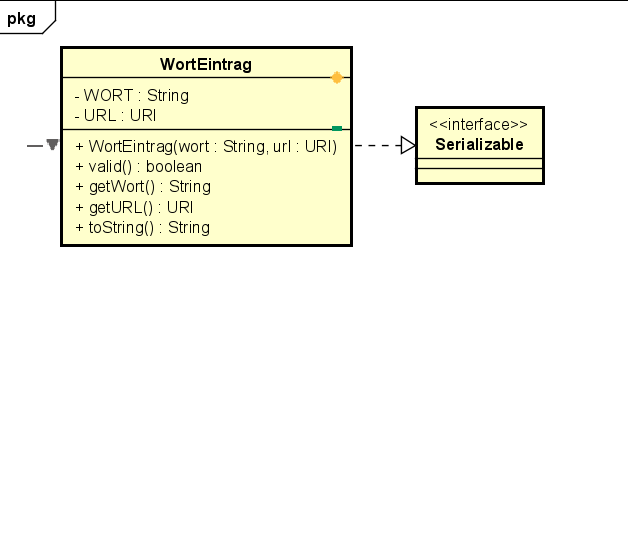 pkg
WortEintrag
- WORT : String
- URL : URI
+ WortEintrag(wort : String, url : URI)
+ valid() : boolean
+ getWort() : String
+ getURL() : URI
+ toString() : String
<<interface>>
Serializable